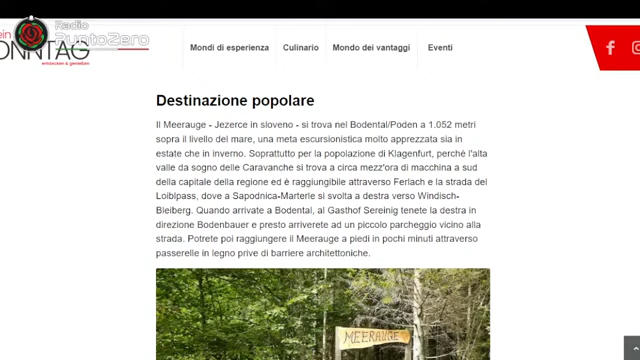 Radio
PuntoZero
ein
ONNTAG
entdecken & genießen
Mondi di esperienza
Culinario
Mondo dei vantaggi
Eventi
Destinazione popolare
Il Meerauge - Jezerce in sloveno - si trova nel Bodental/Poden a 1.052 metri
sopra il livello del mare, una meta escursionistica molto apprezzata sia in
estate che in inverno. Soprattutto per la popolazione di Klagenfurt, perchè l'alta
valle da sogno delle Caravanche si trova a circa mezz'ora di macchina a sud
della capitale della regione ed è raggiungibile attraverso Ferlach e la strada del
Loiblpass, dove a Sapodnica-Marterle si svolta a destra verso Windisch-
Bleiberg. Quando arrivate a Bodental, al Gasthof Sereinig tenete la destra in
direzione Bodenbauer e presto arriverete ad un piccolo parcheggio vicino alla
strada. Potrete poi raggiungere il Meerauge a piedi in pochi minuti attraverso
passerelle in legno prive di barriere architettoniche.
MEERAUGE